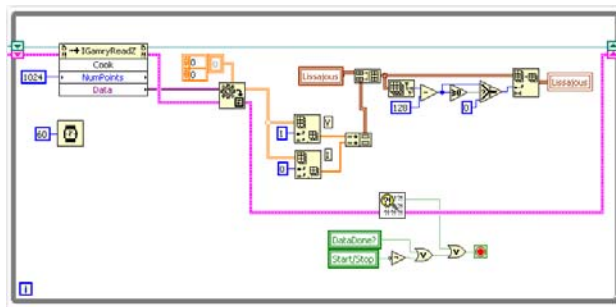 IGamryReadZ
Cook
NumPoints
Data
1024
60
0
0
0
Lissajous
Lissajous
128
0
1
V
0
I
DataDone?
Start/Stop
i